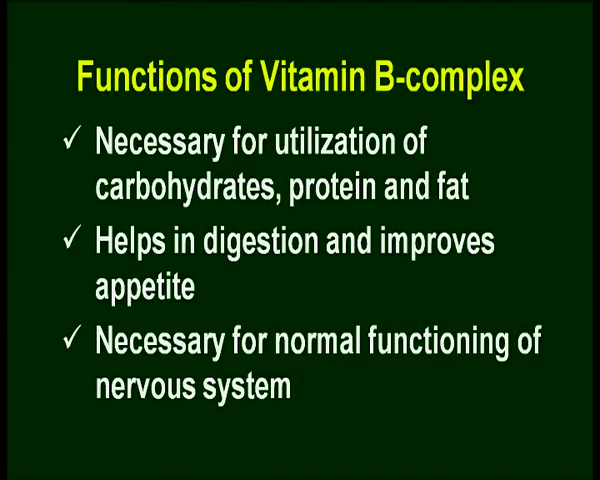 Functions of Vitamin B-complex
✓ Necessary for utilization of
carbohydrates, protein and fat
✓ Helps in digestion and improves
appetite
✓ Necessary for normal functioning of
nervous system